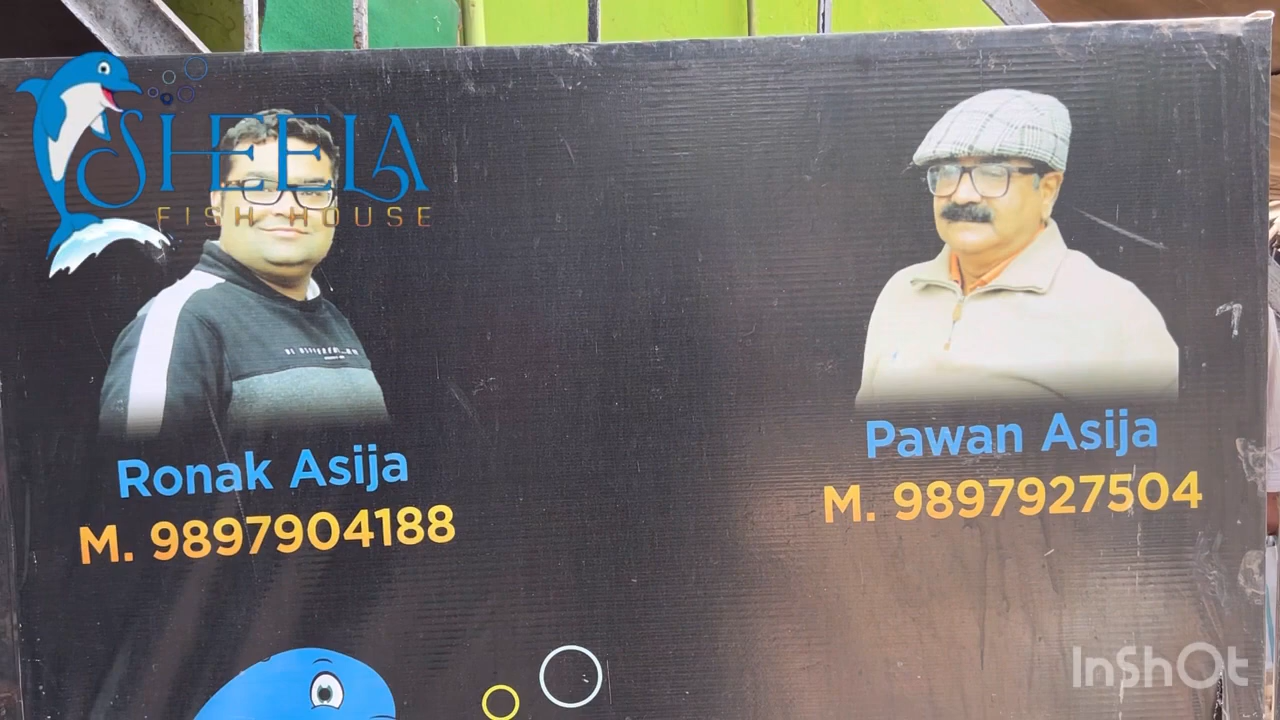 SHEELA
FISH HOUSE
Ronak Asija
M. 9897904188
Pawan Asija
M. 9897927504
InShOt